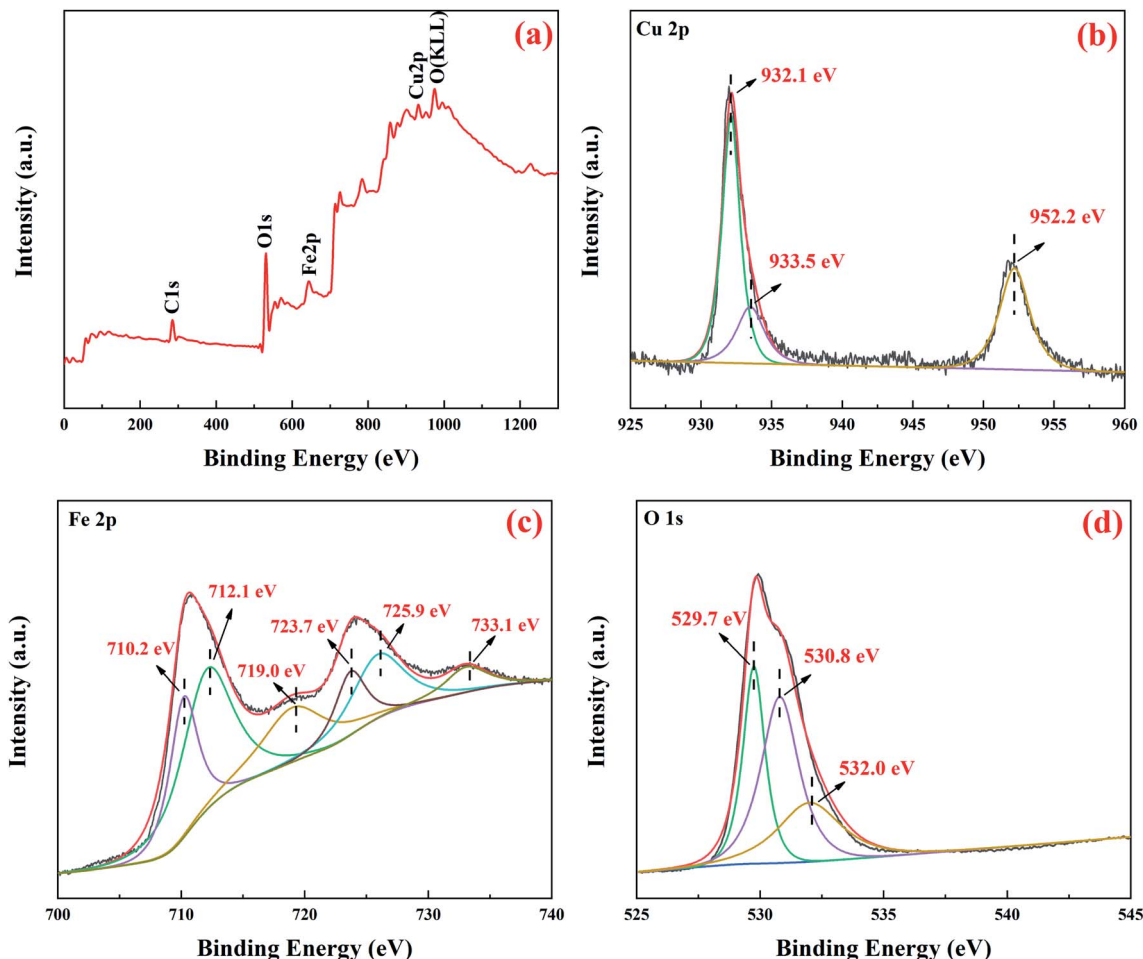 (a)
C1s
O1s
Fe2p
Cu2p
O(KLL)
Intensity (a.u.)
0 200 400 600 800 1000 1200
Binding Energy (eV)
Cu 2p
(b)
932.1 eV
933.5 eV
952.2 eV
Intensity (a.u.)
925 930 935 940 945 950 955 960
Binding Energy (eV)
Fe 2p
(c)
710.2 eV
712.1 eV
719.0 eV
723.7 eV
725.9 eV
733.1 eV
Intensity (a.u.)
700 710 720 730 740
Binding Energy (eV)
O 1s
(d)
529.7 eV
530.8 eV
532.0 eV
Intensity (a.u.)
525 530 535 540 545
Binding Energy (eV)